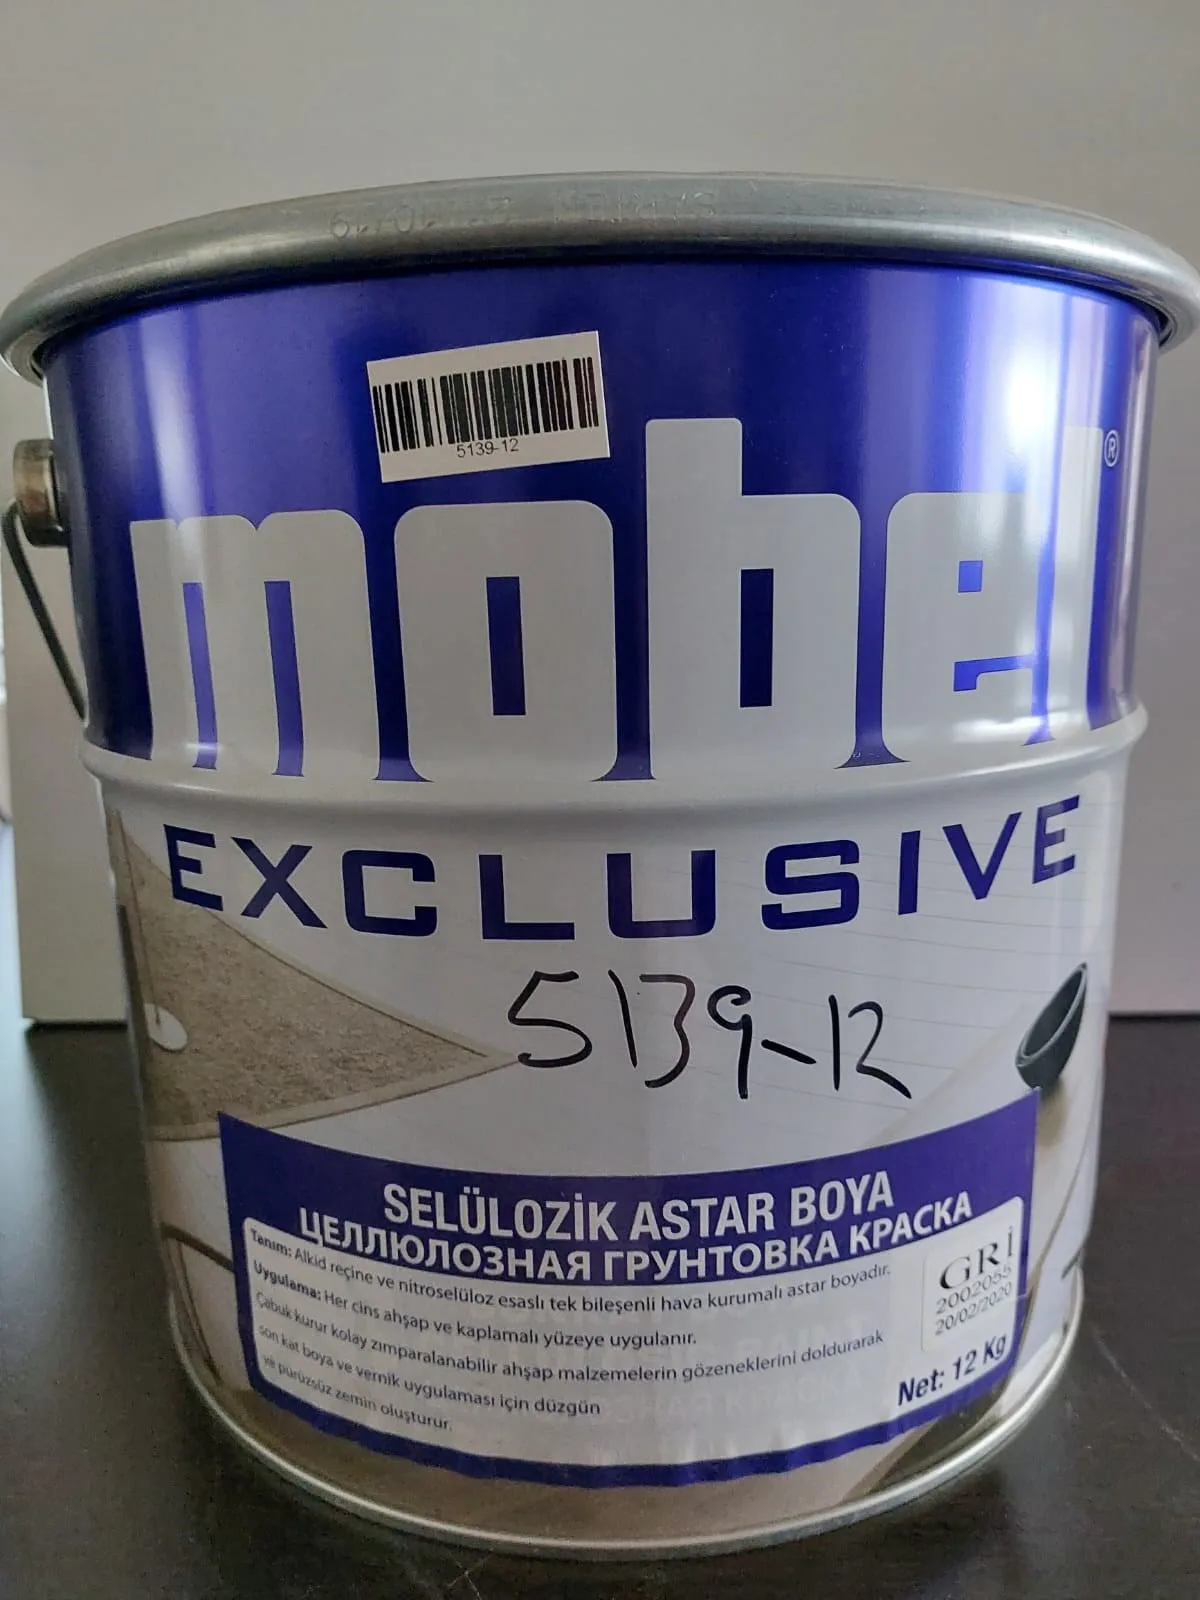 5139-12
möbel®
EXCLUSIVE
5139-12
SELÜLOZİK ASTAR BOYA
ЦЕЛЛЮЛОЗНАЯ ГРУНТОВКА КРАСКА
Tanım: Alkid reçine ve nitroselüloz esaslı tek bileşenli hava kurumalı astar boyadır.
Uygulama: Her cins ahşap ve kaplamalı yüzeye uygulanır.
Çabuk kurur kolay zımparalanabilir ahşap malzemelerin gözeneklerini doldurarak
son kat boya ve vernik uygulaması için düzgün
ve pürüzsüz zemin oluşturur.
GRİ
2002055
20/02/2020
Net: 12 Kg